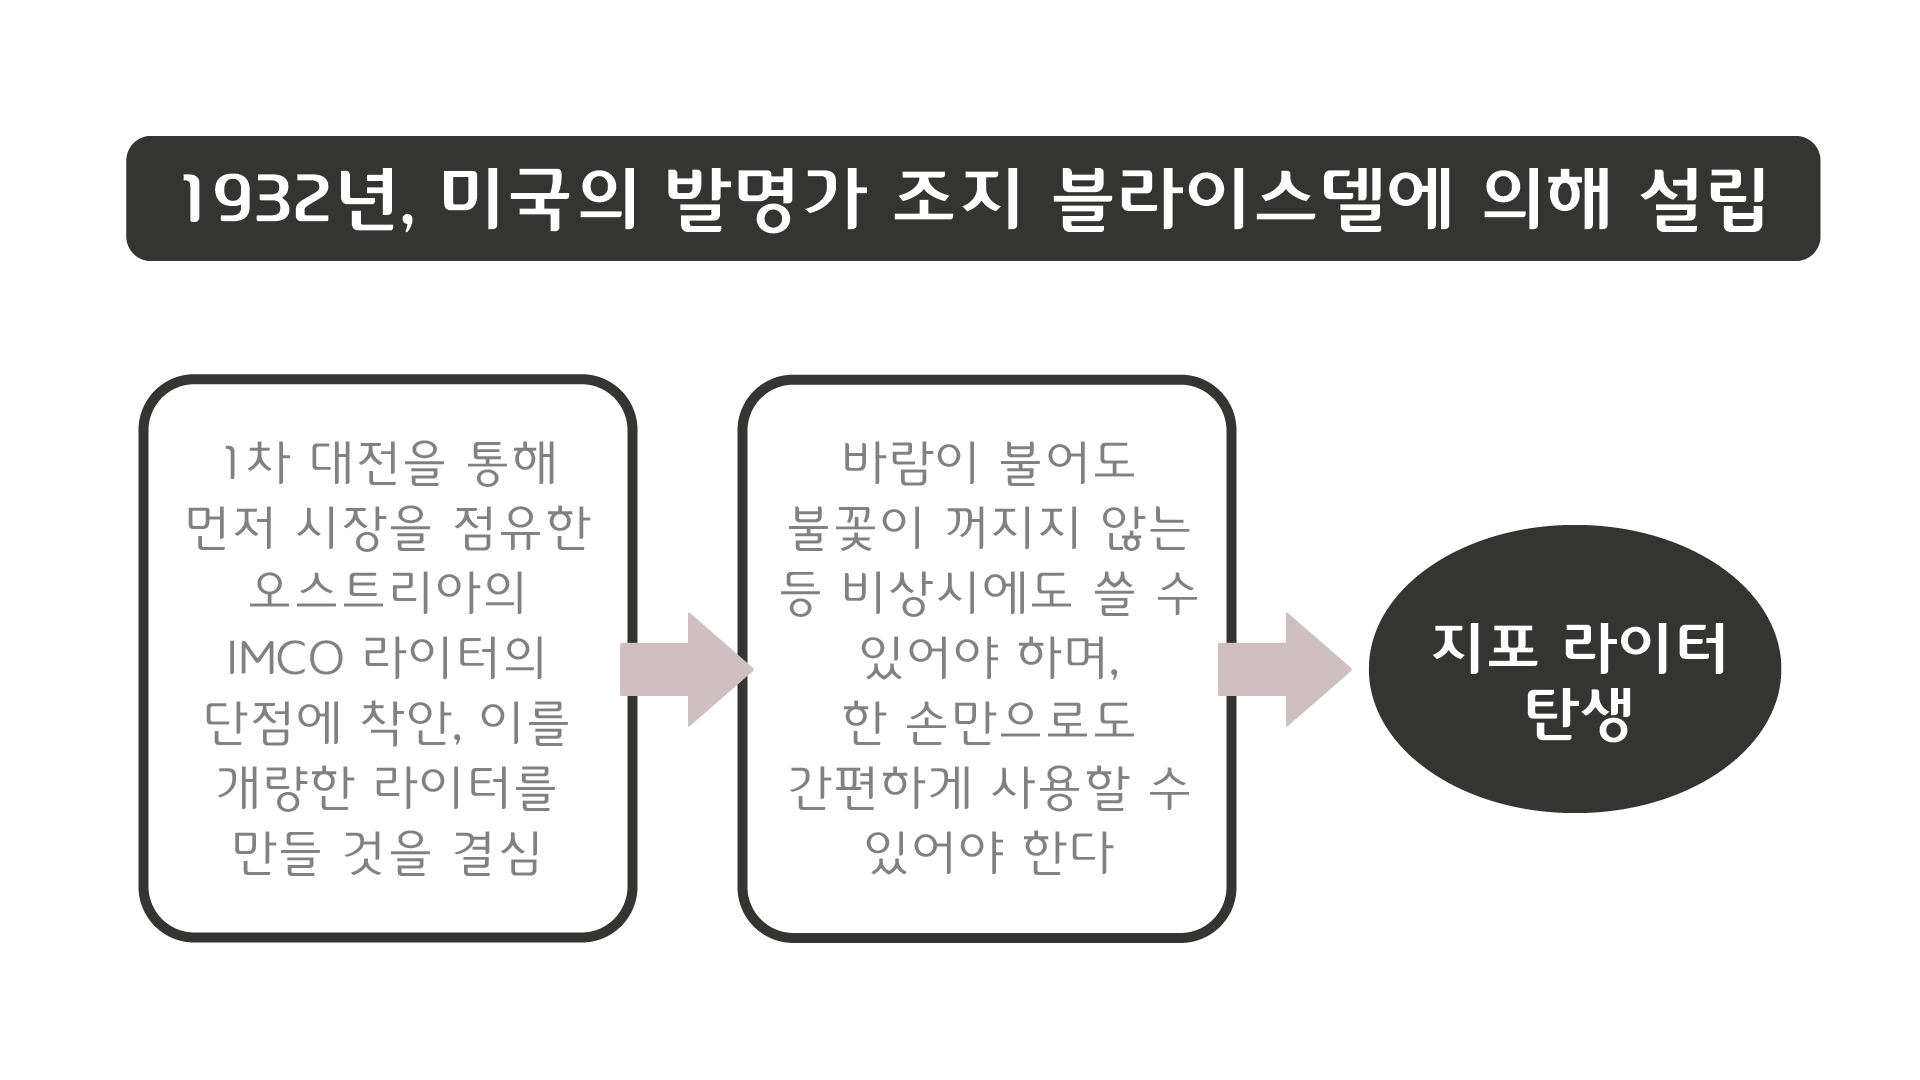 1932년, 미국의 발명가 조지 블라이스델에 의해 설립
1차 대전을 통해
먼저 시장을 점유한
오스트리아의
IMCO 라이터의
단점에 착안, 이를
개량한 라이터를
만들 것을 결심
바람이 불어도
불꽃이 꺼지지 않는
등 비상시에도 쓸 수
있어야 하며,
한 손만으로도
간편하게 사용할 수
있어야 한다
지포 라이터
탄생